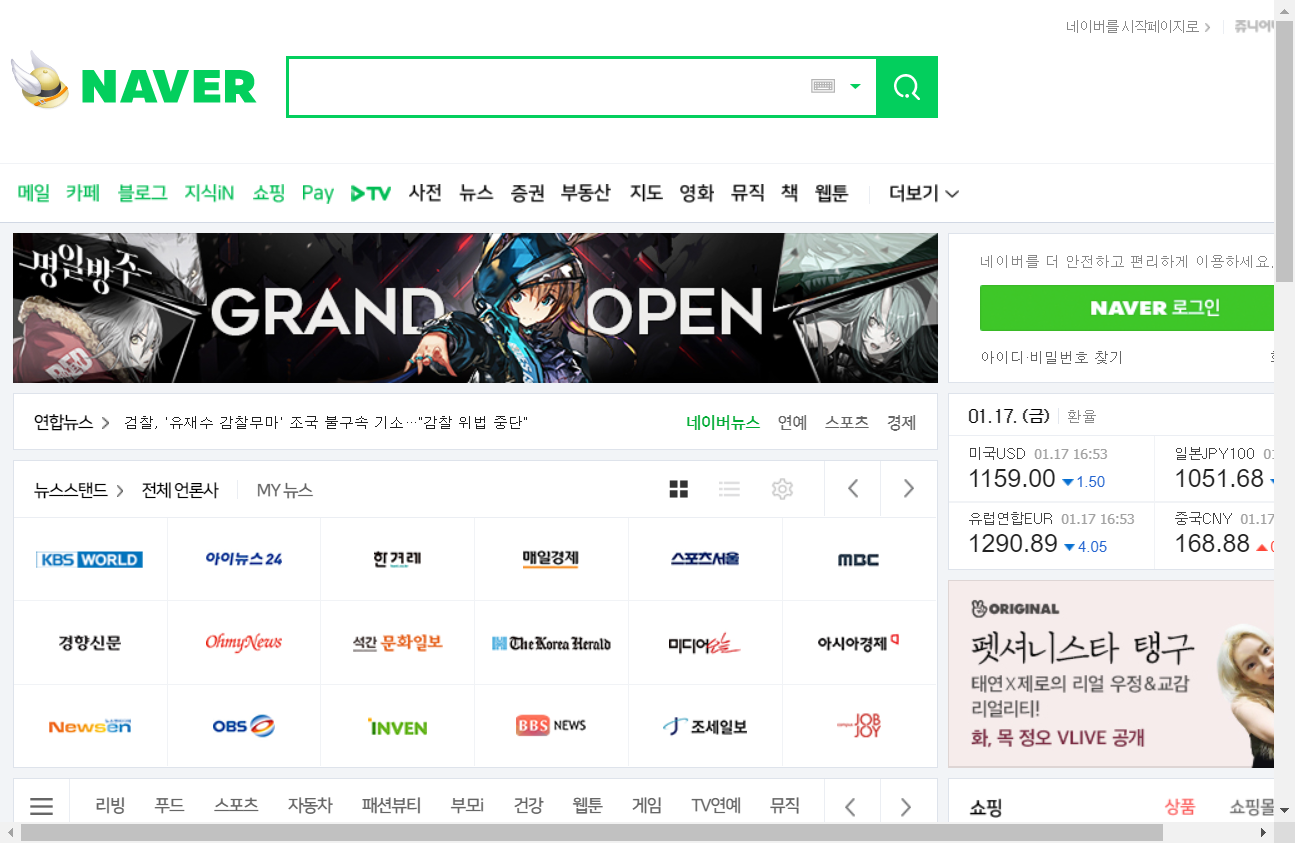 네이버를 시작페이지로
NAVER
메일 카페 블로그 지식iN 쇼핑 Pay TV 사전 뉴스 증권 부동산 지도 영화 뮤직 책 웹툰 더보기
명일방주
GRAND OPEN
RED
네이버를 더 안전하고 편리하게 이용하세요.
NAVER 로그인
아이디·비밀번호 찾기
연합뉴스 검찰, '유재수 감찰무마' 조국 불구속 기소…"감찰 위법 중단" 네이버뉴스 연예 스포츠 경제
01.17. (금) 환율
미국USD 01.17 16:53 일본JPY100
1159.00 ▼1.50 1051.68
유럽연합EUR 01.17 16:53 중국CNY 01.17
1290.89 ▼4.05 168.88
뉴스스탠드 전체 언론사 MY 뉴스
KBS WORLD 아이뉴스24 한겨레 매일경제 스포츠서울 MBC
경향신문 OhmyNews 석간 문화일보 The Korea Herald 미디어오늘 아시아경제
Newsen OBS INVEN BBS NEWS 조세일보 JOB JOY
ORIGINAL
펫셔니스타 탱구
태연X제로의 리얼 우정&교감
리얼리티!
화, 목 정오 VLIVE 공개
리빙 푸드 스포츠 자동차 패션뷰티 부모i 건강 웹툰 게임 TV연예 뮤직
쇼핑 상품 쇼핑몰